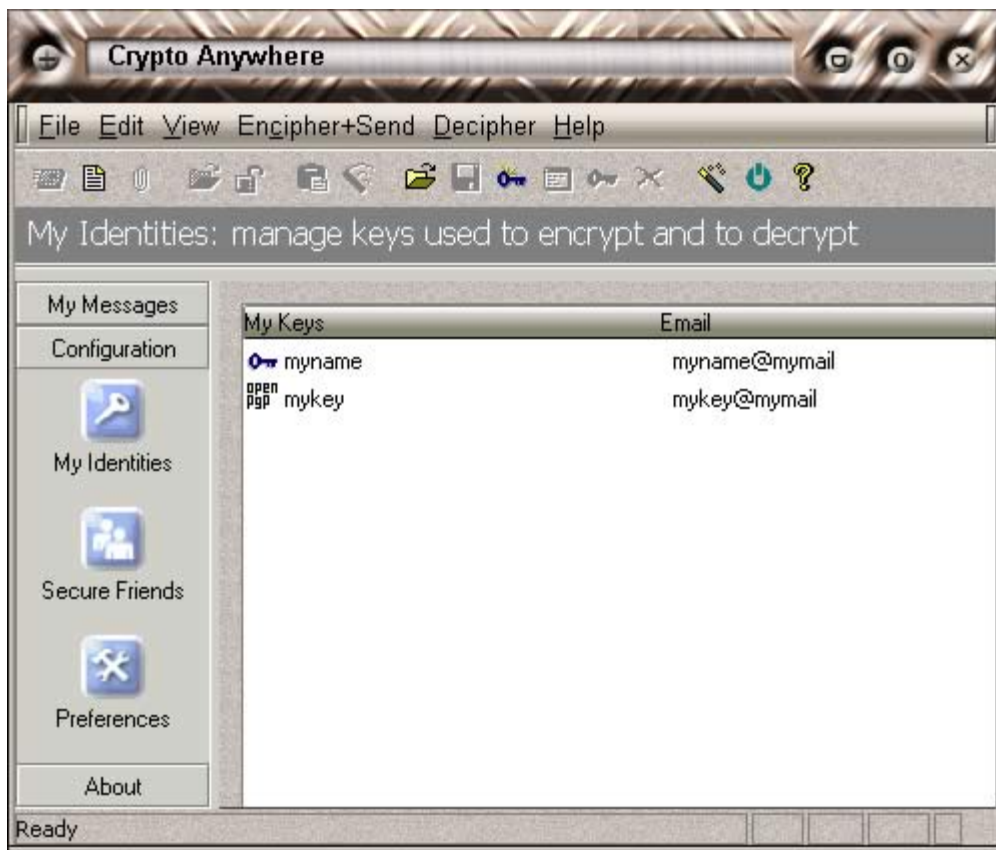 Crypto Anywhere
File Edit View Encipher+Send Decipher Help
My Identities: manage keys used to encrypt and to decrypt
My Messages
Configuration
My Identities
Secure Friends
Preferences
About
My Keys Email
myname myname@mymail
open pgp mykey mykey@mymail
Ready